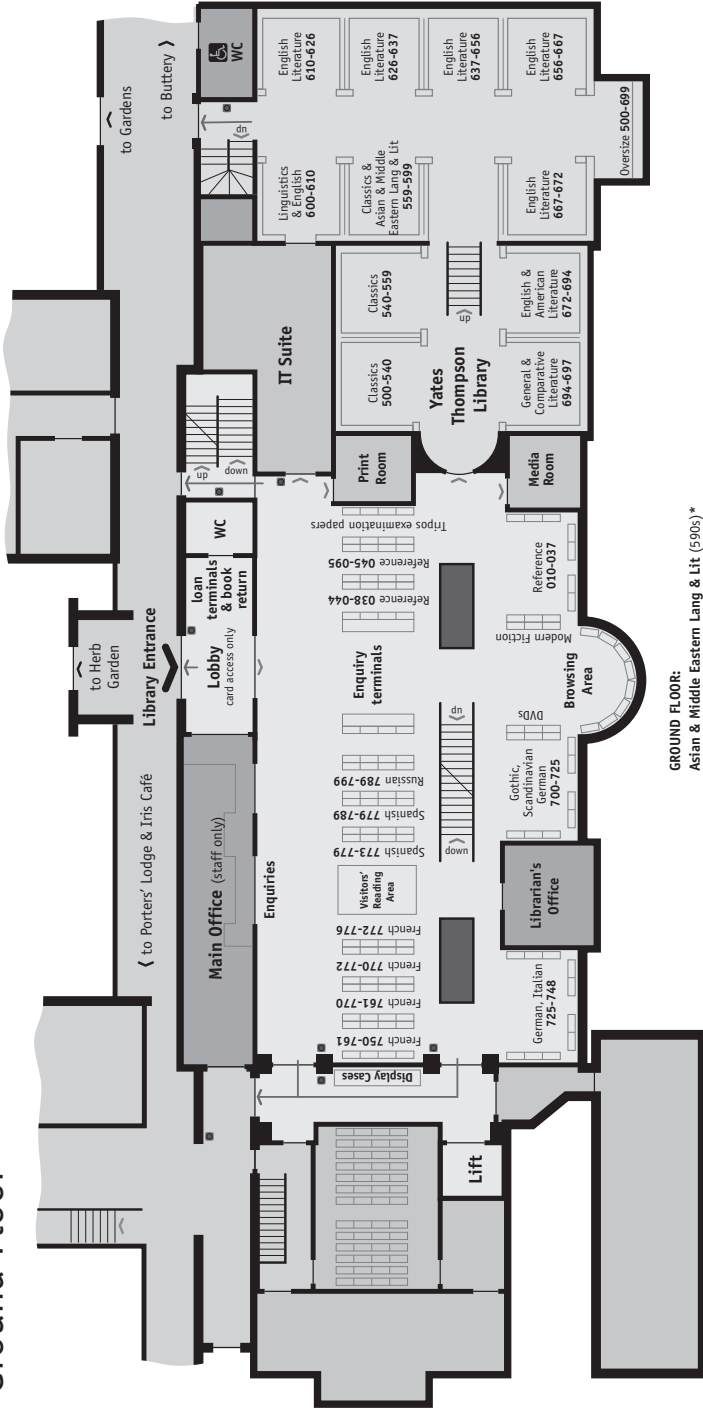 Ground Floor
to Gardens
to Buttery
WC
up
English
Literature
610-626
English
Literature
626-637
English
Literature
637-656
English
Literature
656-667
Linguistics
& English
600-610
Classics &
Asian & Middle
Eastern Lang & Lit
559-599
English
Literature
667-672
Oversize 500-699
IT Suite
Classics
540-559
Classics
500-540
up
Yates
Thompson
Library
English &
American
Literature
672-694
General &
Comparative
Literature
694-697
up
down
Print
Room
Media
Room
to Herb
Garden
Library Entrance
WC
loan
terminals
& book
return
Lobby
card access only
Tripos examination papers
Reference 045-095
Reference 038-044
Enquiry
terminals
Reference
010-037
Modern Fiction
Browsing
Area
DVDs
up
down
Russian 789-799
Spanish 779-789
Spanish 773-779
Gothic,
Scandinavian
German
700-725
to Porters' Lodge & Iris Café
Main Office (staff only)
Enquiries
Visitors'
Reading
Area
French 772-776
French 770-772
French 761-770
French 750-761
Librarian's
Office
German, Italian
725-748
Display Cases
Lift
GROUND FLOOR:
Asian & Middle Eastern Lang & Lit (590s)*